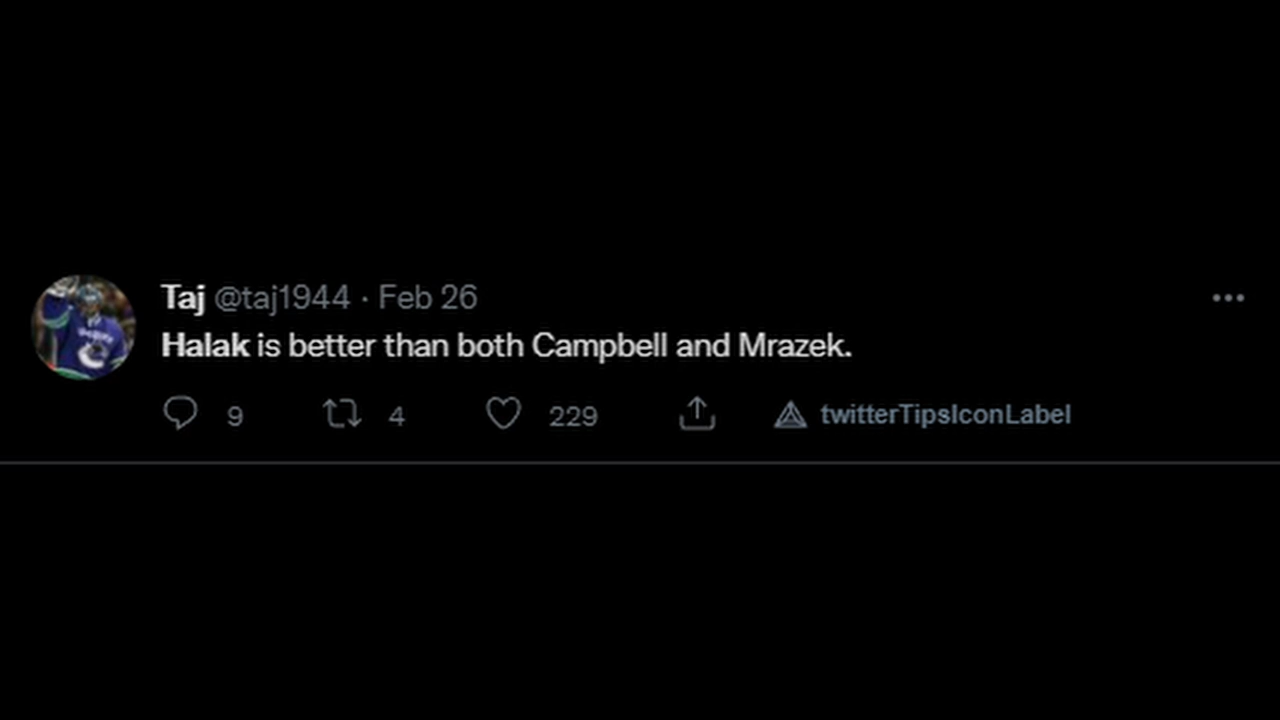 Taj @taj1944 · Feb 26
Halak is better than both Campbell and Mrazek.
9 4 229 twitterTipsIconLabel